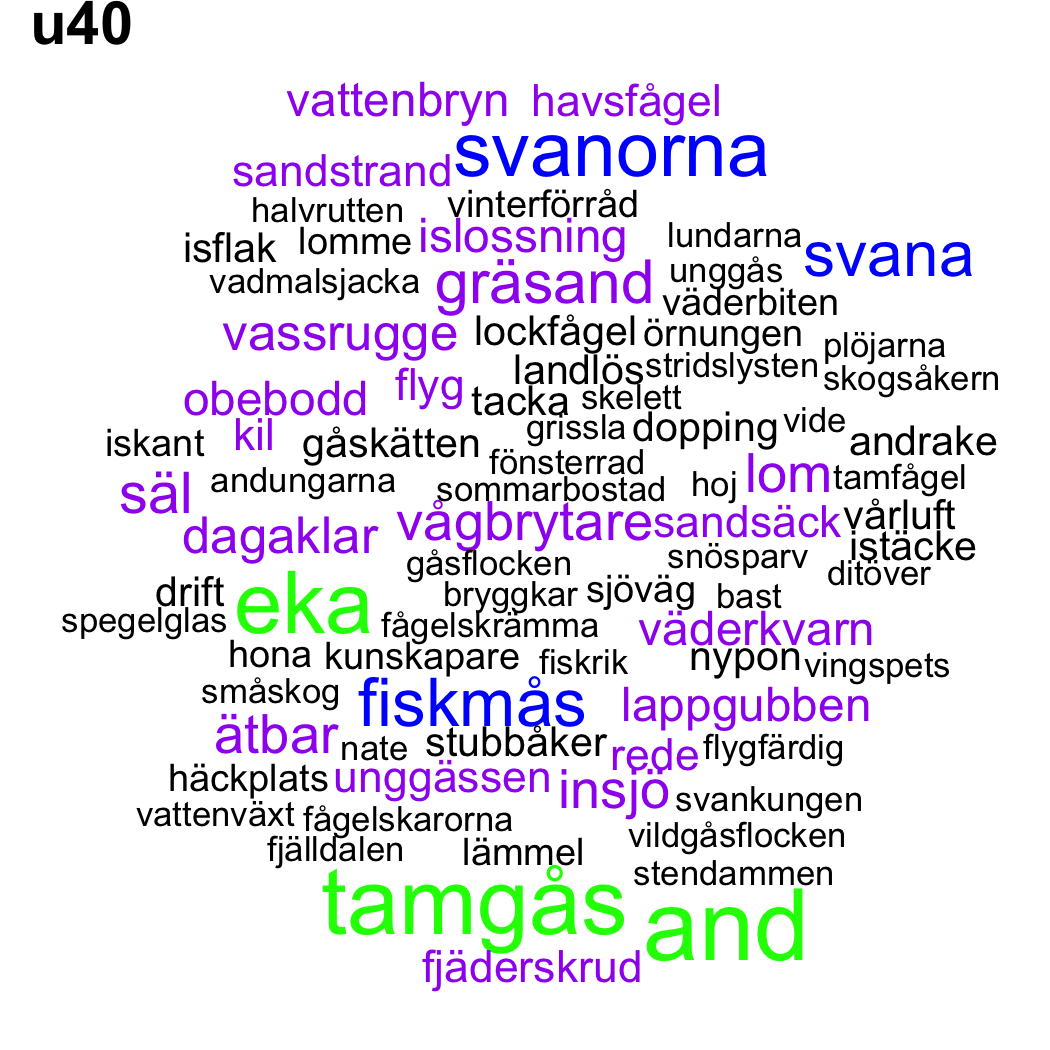 u40
vattenbryn havsfågel
sandstrand svanorna
halvrutten vinterförråd
isflak lomme islossning lundarna svana
vadmalsjacka gräsand unggås
väderbiten
vassrugge lockfågel örnungen plöjarna
landlös stridslysten skogsåkern
obebodd flyg tacka skelett
iskant kil gåskätten grissla dopping vide andrake
fönsterrad
säl andungarna sommarbostad hoj lom tamfågel
dagaklar vågbrytare sandsäck vårluft
gåsflocken snösparv istäcke
ditöver
drift eka bryggkar sjöväg bast
spegelglas fågelskrämma väderkvarn
hona kunskapare fiskrik nypon vingspets
småskog fiskmås lappgubben
ätbar nate stubbåker rede flygfärdig
häckplats unggässen insjö svankungen
vattenväxt fågelskarorna vildgåsflocken
fjälldalen lämmel stendammen
tamgås and
fjäderskrud